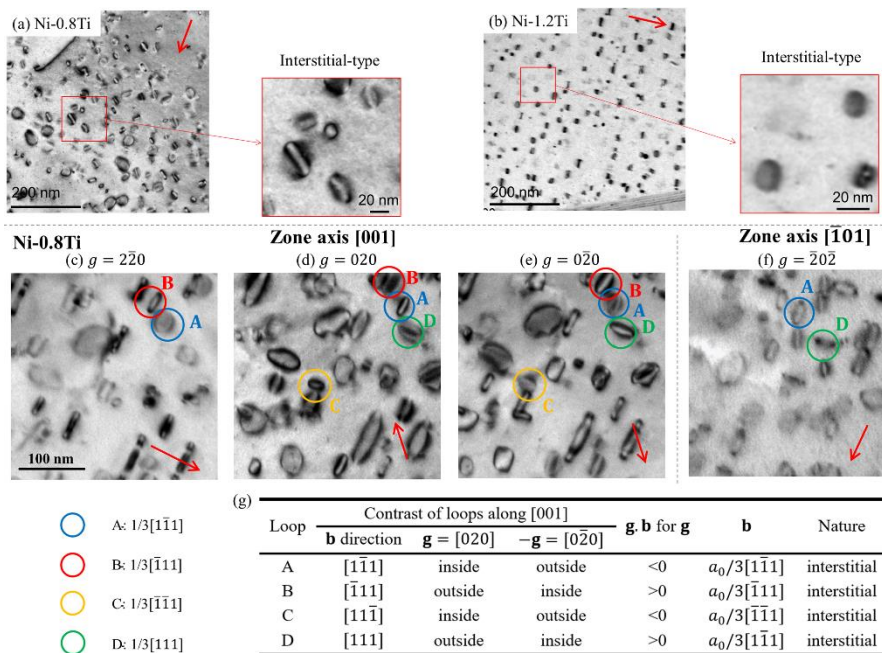 (a) Ni-0.8Ti
200 nm
Interstitial-type
20 nm
(b) Ni-1.2Ti
200 nm
Interstitial-type
20 nm
Ni-0.8Ti
Zone axis [001]
Zone axis [1̄01]
(c) g = 22̄0
(d) g = 020
(e) g = 02̄0
(f) g = 2̄02̄
B
A
100 nm
B
A
D
C
B
A
D
C
A
D
A: 1/3[11̄1]
B: 1/3[1̄11]
C: 1/3[1̄1̄1]
D: 1/3[111]
(g)
Loop Contrast of loops along [001] g. b for g b Nature
b direction g = [020] −g = [02̄0]
A [11̄1] inside outside <0 a₀/3[11̄1] interstitial
B [1̄11] outside inside >0 a₀/3[1̄11] interstitial
C [111̄] inside outside <0 a₀/3[1̄1̄1] interstitial
D [111] outside inside >0 a₀/3[11̄1] interstitial